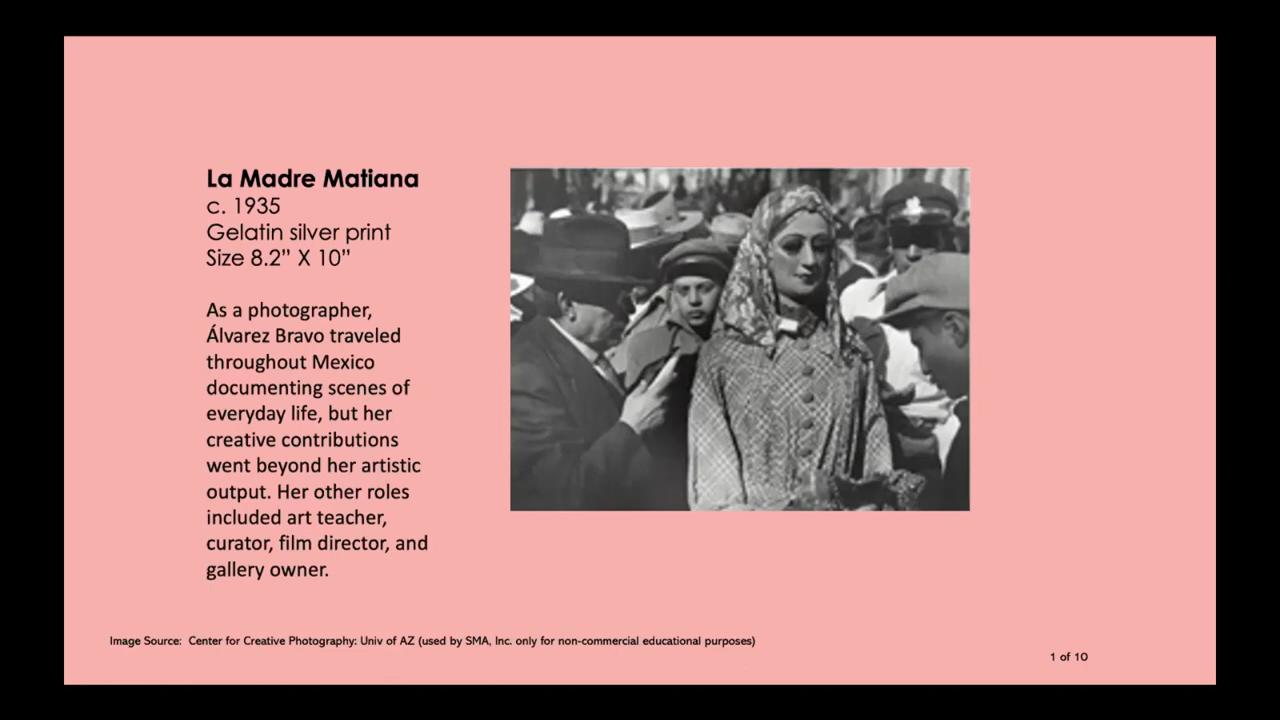 La Madre Matiana
c. 1935
Gelatin silver print
Size 8.2” X 10”
As a photographer,
Álvarez Bravo traveled
throughout Mexico
documenting scenes of
everyday life, but her
creative contributions
went beyond her artistic
output. Her other roles
included art teacher,
curator, film director, and
gallery owner.
Image Source:  Center for Creative Photography: Univ of AZ (used by SMA, Inc. only for non-commercial educational purposes)
1 of 10